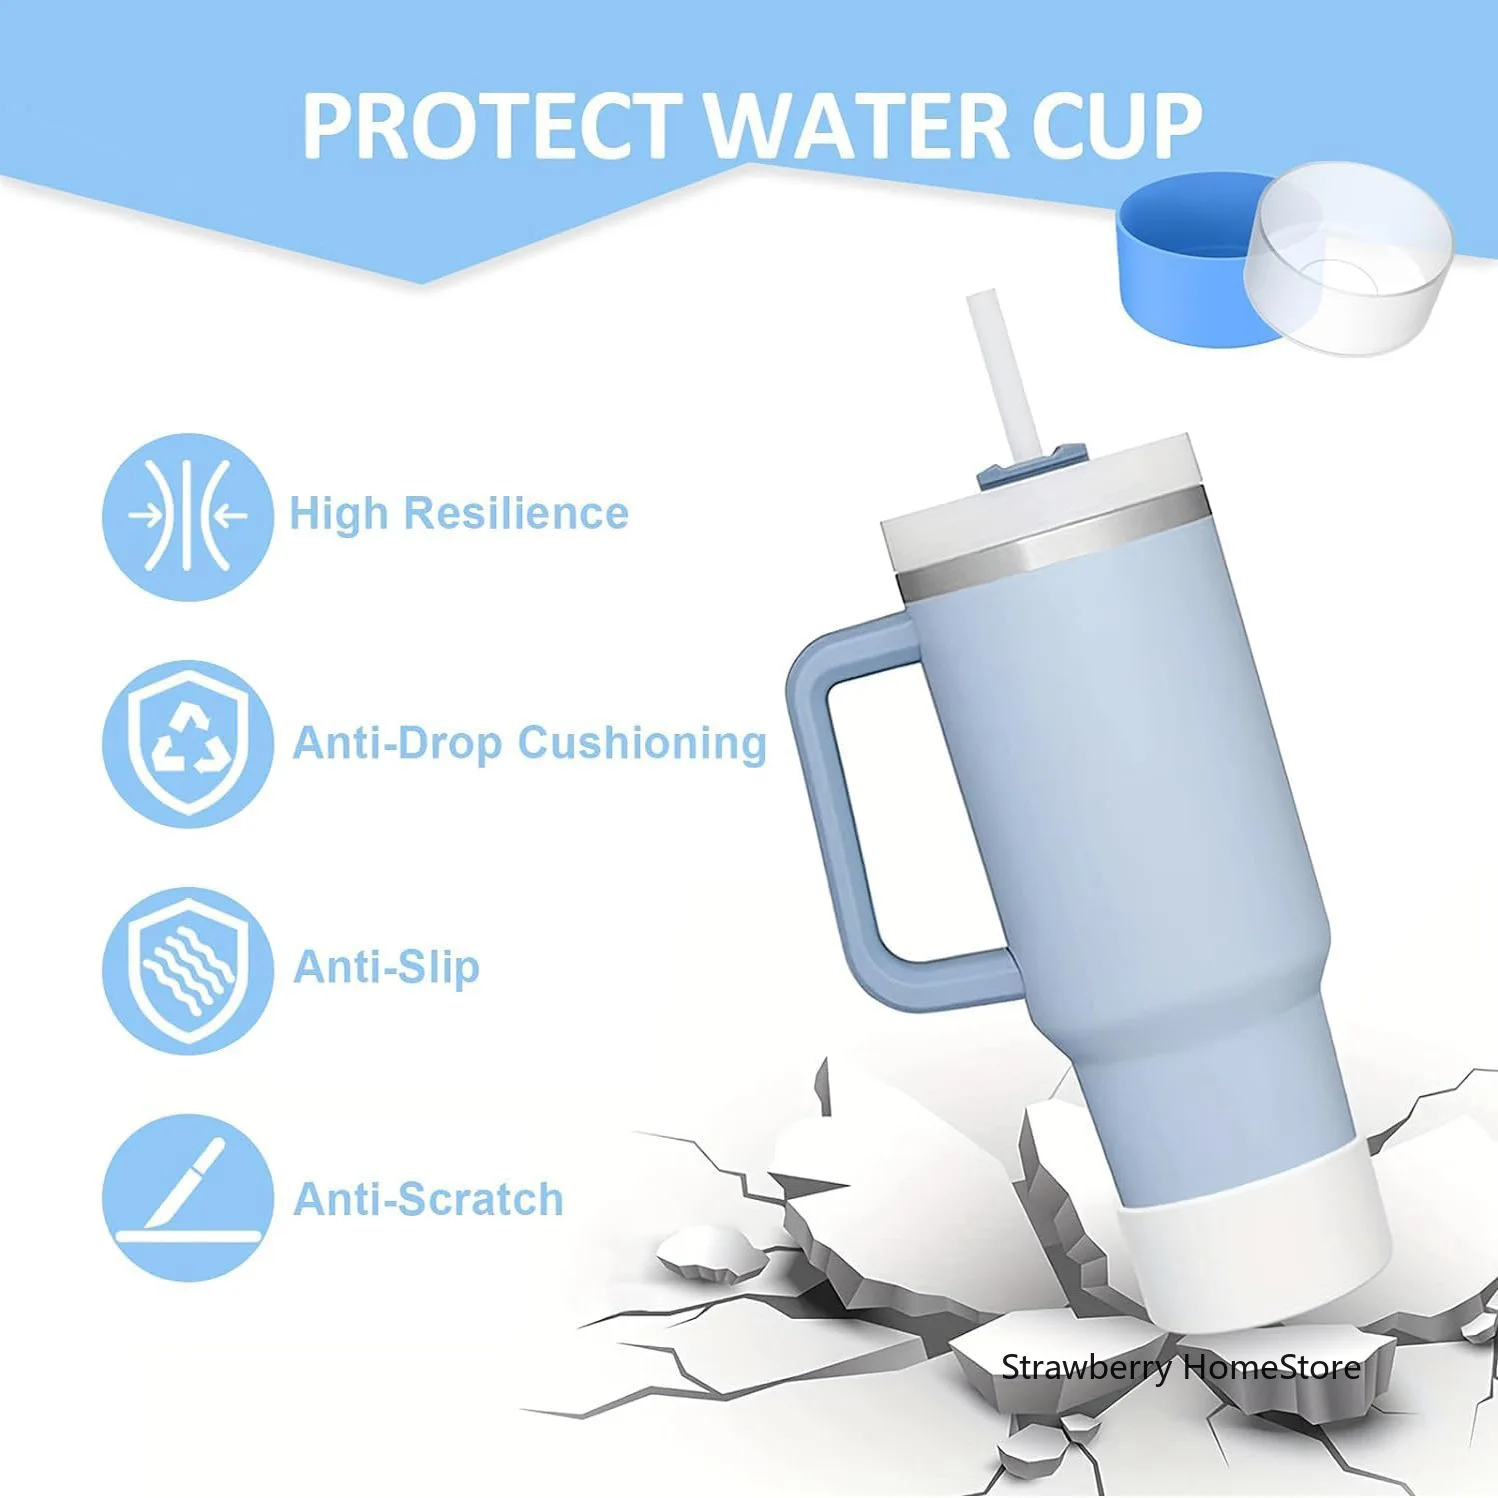 PROTECT WATER CUP
High Resilience
Anti-Drop Cushioning
Anti-Slip
Anti-Scratch
Strawberry HomeStore